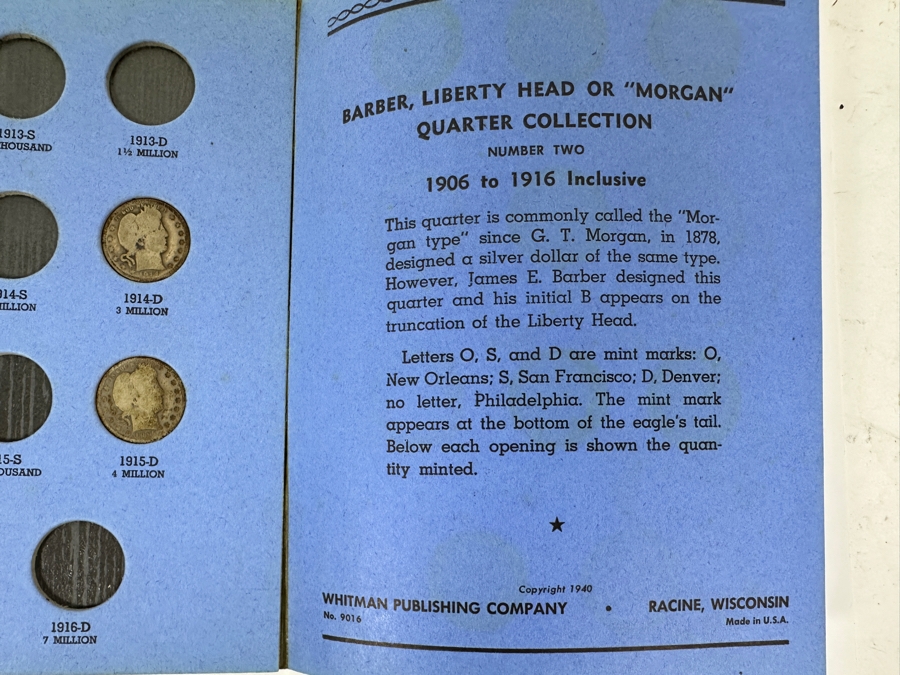 1913-S
THOUSAND
1913-D
1½ MILLION
14-S
MILLION
1914-D
3 MILLION
15-S
OUSAND
1915-D
4 MILLION
1916-D
7 MILLION
BARBER, LIBERTY HEAD OR "MORGAN"
QUARTER COLLECTION
NUMBER TWO
1906 to 1916 Inclusive
This quarter is commonly called the "Mor-
gan type" since G. T. Morgan, in 1878,
designed a silver dollar of the same type.
However, James E. Barber designed this
quarter and his initial B appears on the
truncation of the Liberty Head.
Letters O, S, and D are mint marks: O,
New Orleans; S, San Francisco; D, Denver;
no letter, Philadelphia. The mint mark
appears at the bottom of the eagle's tail.
Below each opening is shown the quan-
tity minted.
Copyright 1940
WHITMAN PUBLISHING COMPANY • RACINE, WISCONSIN
No. 9016 Made in U.S.A.